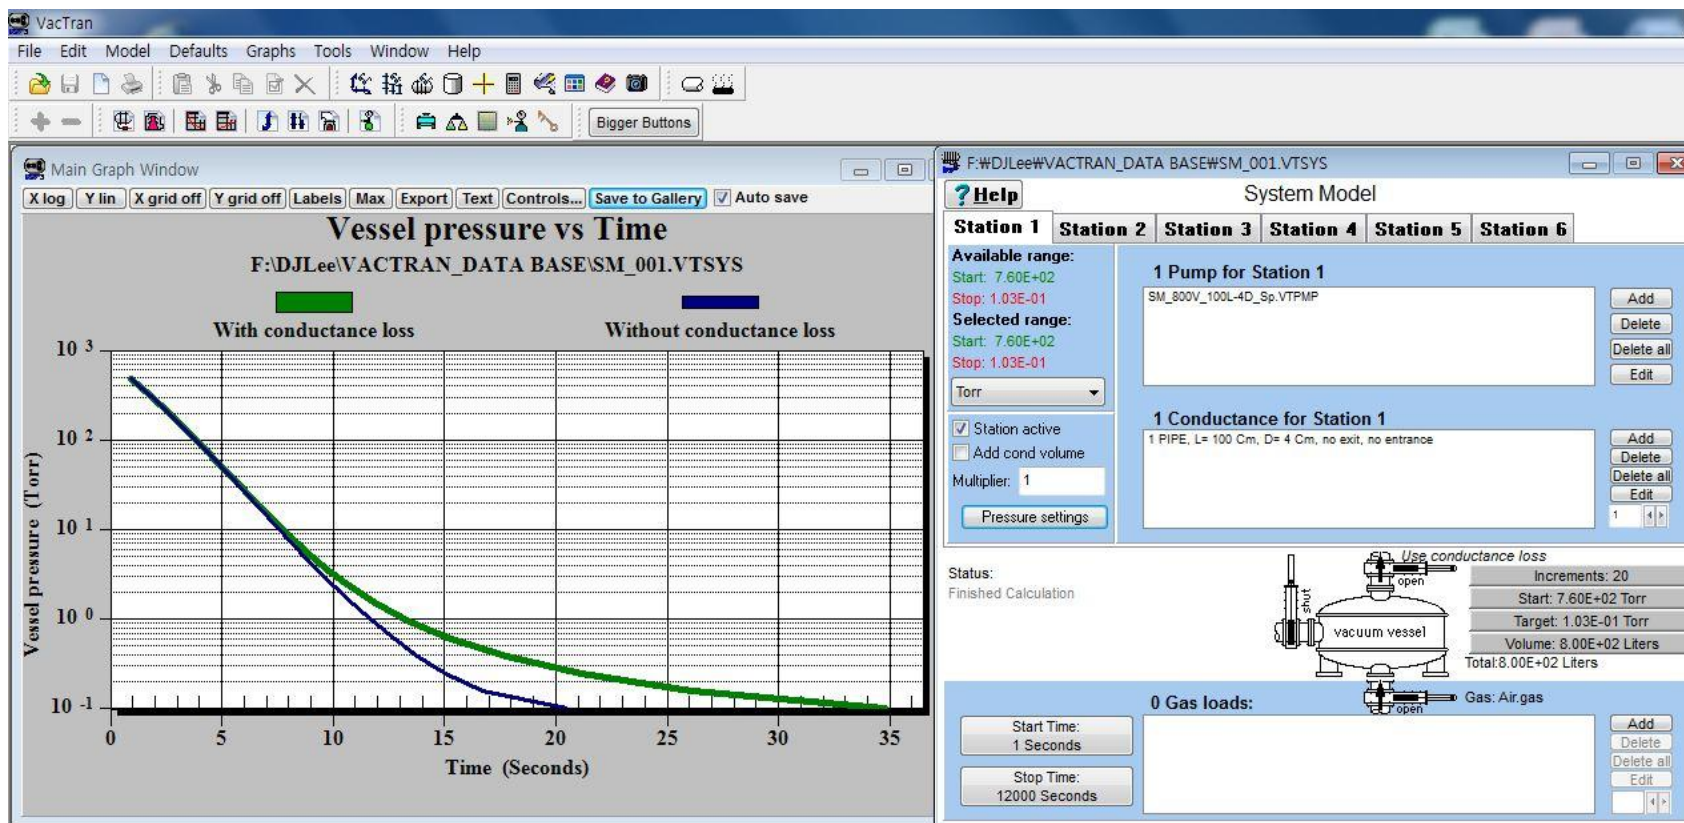 VacTran
File Edit Model Defaults Graphs Tools Window Help
Bigger Buttons
Main Graph Window
X log Y lin X grid off Y grid off Labels Max Export Text Controls... Save to Gallery Auto save
Vessel pressure vs Time
F:\DJLee\VACTRAN_DATA BASE\SM_001.VTSYS
With conductance loss Without conductance loss
10 3
10 2
10 1
10 0
10 -1
Vessel pressure (Torr)
0 5 10 15 20 25 30 35
Time (Seconds)
F:₩DJLee₩VACTRAN_DATA BASE₩SM_001.VTSYS
? Help System Model
Station 1 Station 2 Station 3 Station 4 Station 5 Station 6
Available range:
Start: 7.60E+02
Stop: 1.03E-01
Selected range:
Start: 7.60E+02
Stop: 1.03E-01
Torr
Station active
Add cond volume
Multiplier: 1
Pressure settings
1 Pump for Station 1
SM_800V_100L-4D_Sp.VTPMP
Add
Delete
Delete all
Edit
1 Conductance for Station 1
1 PIPE, L= 100 Cm, D= 4 Cm, no exit, no entrance
Add
Delete
Delete all
Edit
1
Status:
Finished Calculation
Use conductance loss
open
shut
vacuum vessel
open
Increments: 20
Start: 7.60E+02 Torr
Target: 1.03E-01 Torr
Volume: 8.00E+02 Liters
Total:8.00E+02 Liters
Gas: Air.gas
0 Gas loads:
Start Time:
1 Seconds
Stop Time:
12000 Seconds
Add
Delete
Delete all
Edit